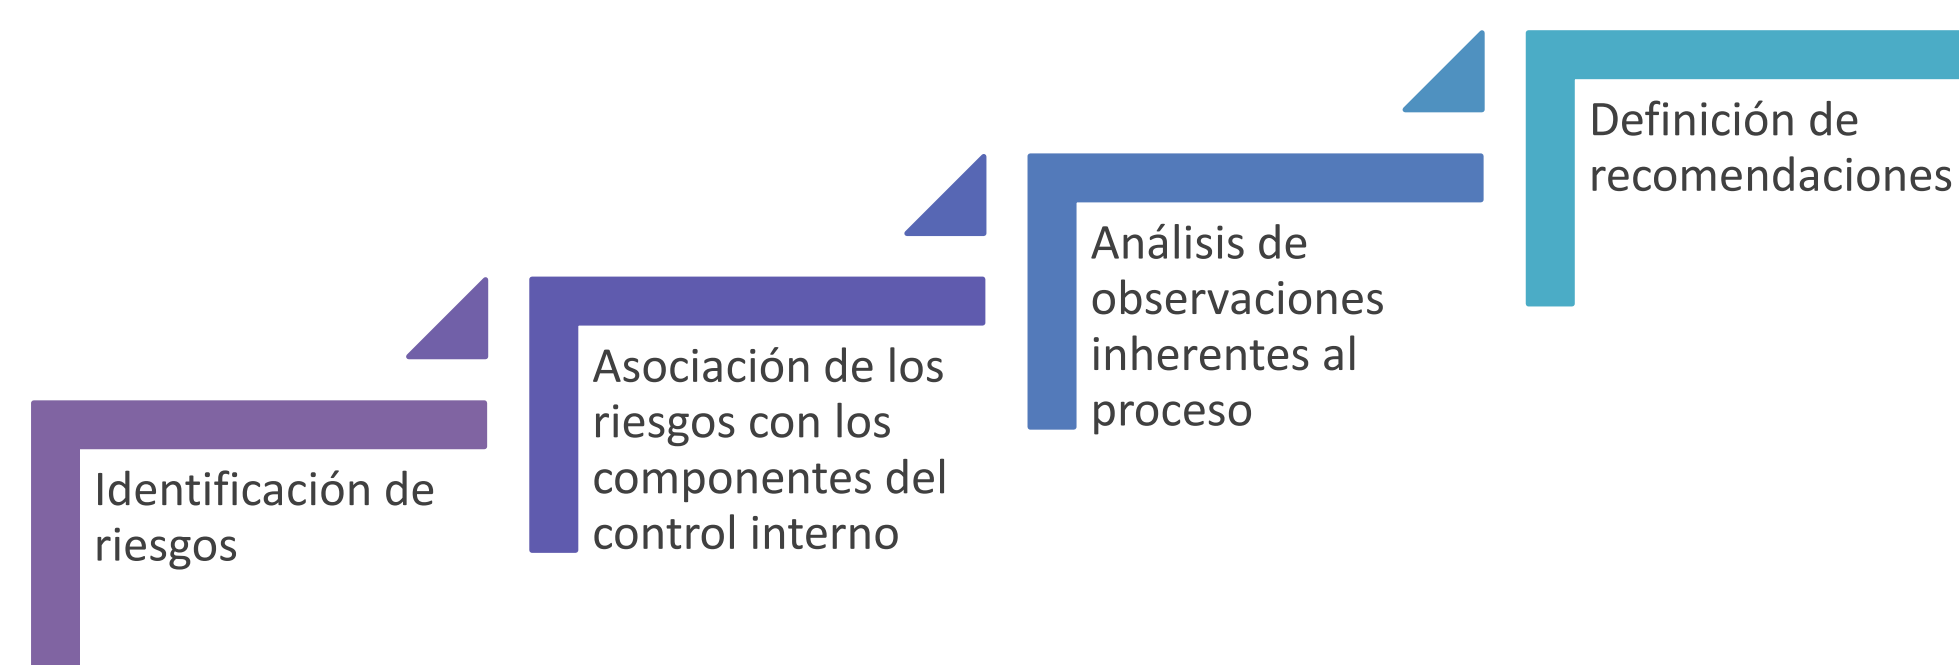 Identificación de
riesgos
Asociación de los
riesgos con los
componentes del
control interno
Análisis de
observaciones
inherentes al
proceso
Definición de
recomendaciones